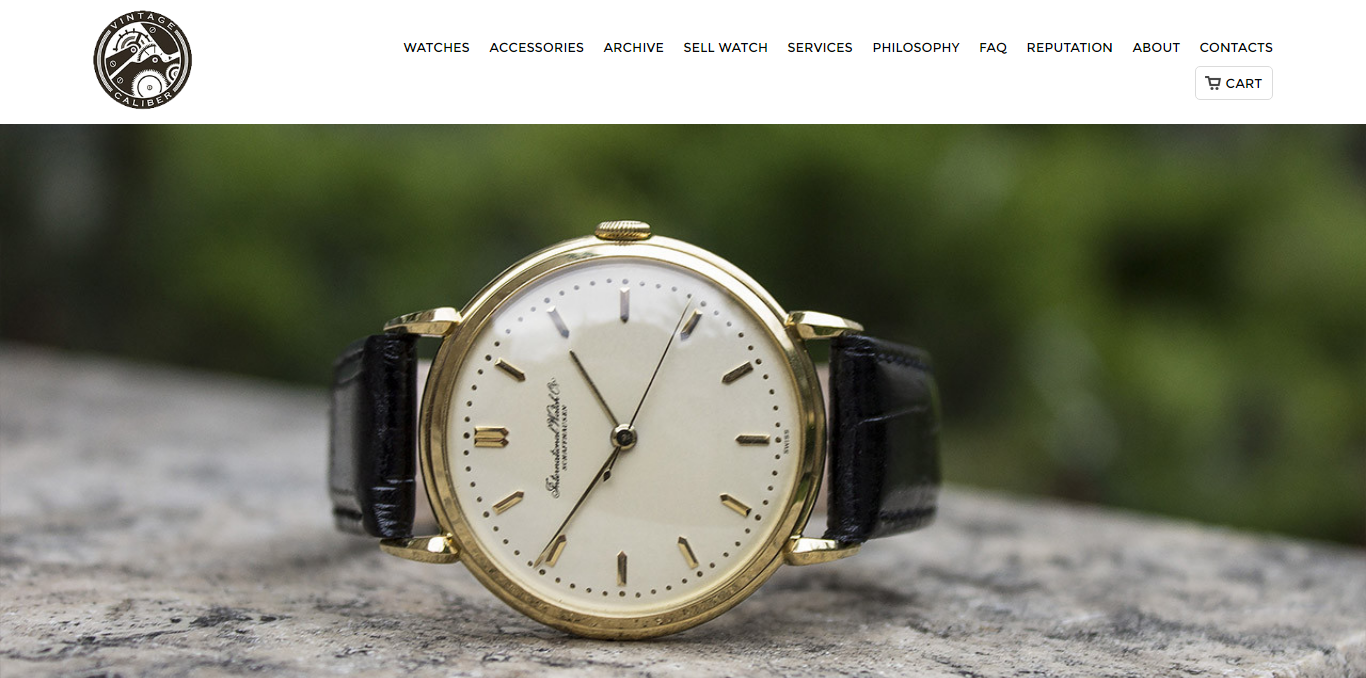 VINTAGE
CALIBER
WATCHES ACCESSORIES ARCHIVE SELL WATCH SERVICES PHILOSOPHY FAQ REPUTATION ABOUT CONTACTS
CART
International Watch Co.
SCHAFFHAUSEN
SWISS